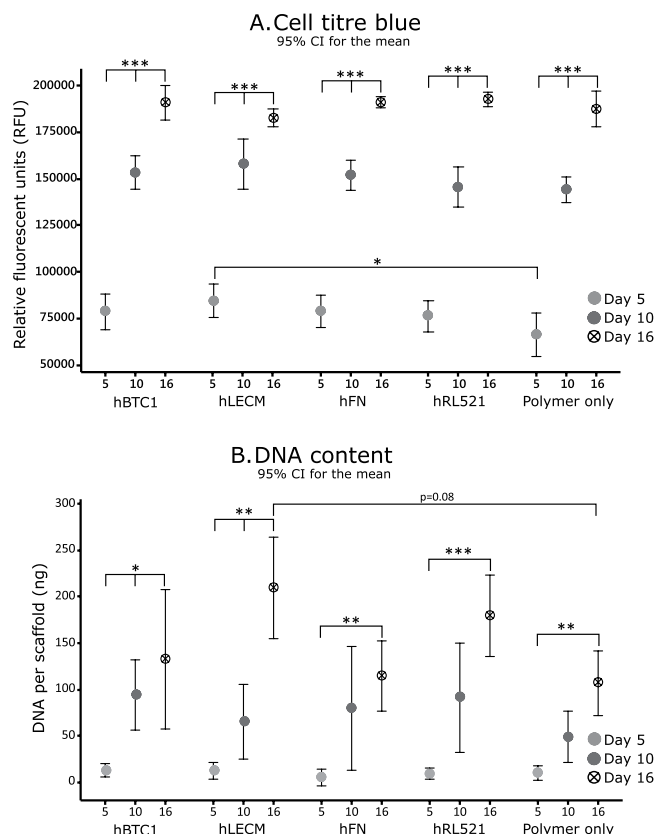 A.Cell titre blue
95% CI for the mean
Relative fluorescent units (RFU)
200000
175000
150000
125000
100000
75000
50000
***
***
***
***
***
*
Day 5
Day 10
Day 16
5 10 16 5 10 16 5 10 16 5 10 16 5 10 16
hBTC1 hLECM hFN hRL521 Polymer only
B.DNA content
95% CI for the mean
DNA per scaffold (ng)
300
250
200
150
100
50
0
p=0.08
*
**
**
***
**
Day 5
Day 10
Day 16
5 10 16 5 10 16 5 10 16 5 10 16 5 10 16
hBTC1 hLECM hFN hRL521 Polymer only